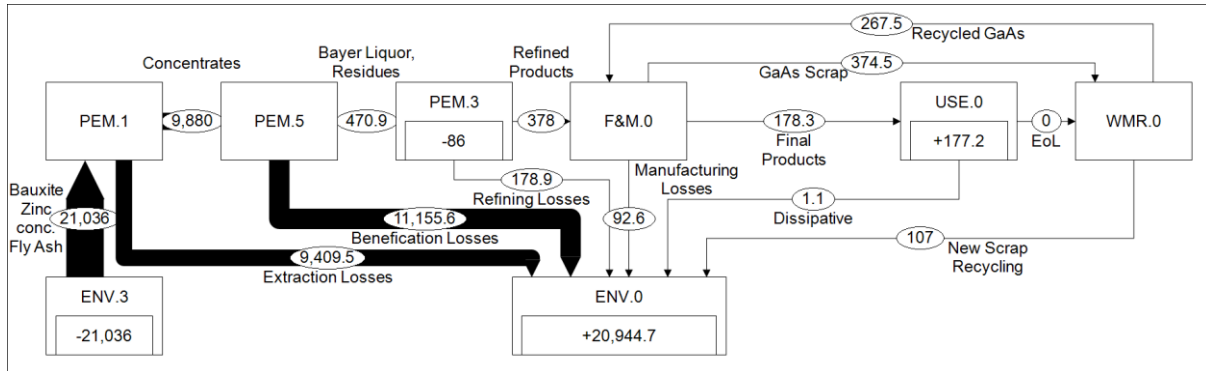 267.5
Recycled GaAs
Concentrates
Bayer Liquor,
Residues
Refined
Products
374.5
GaAs Scrap
PEM.1
9,880
PEM.5
470.9
PEM.3
-86
378
F&M.0
178.3
Final
Products
USE.0
+177.2
0
EoL
WMR.0
Bauxite
Zinc
conc.
Fly Ash
21,036
178.9
Refining Losses
Manufacturing
Losses
92.6
1.1
Dissipative
11,155.6
Benefication Losses
107
New Scrap
Recycling
9,409.5
Extraction Losses
ENV.3
-21,036
ENV.0
+20,944.7